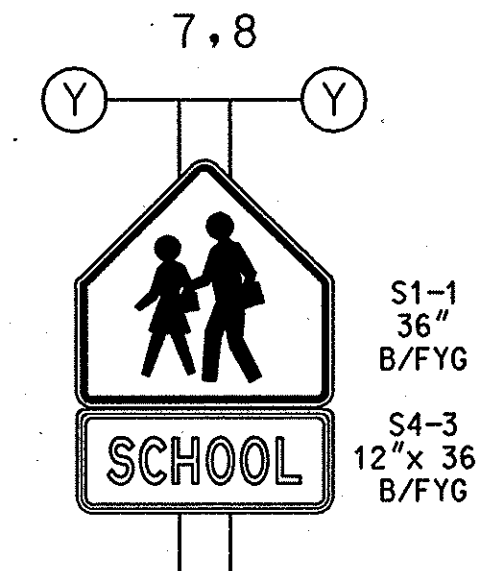 7,8
Y Y
S1-1
36"
B/FYG
SCHOOL
S4-3
12"x 36
B/FYG